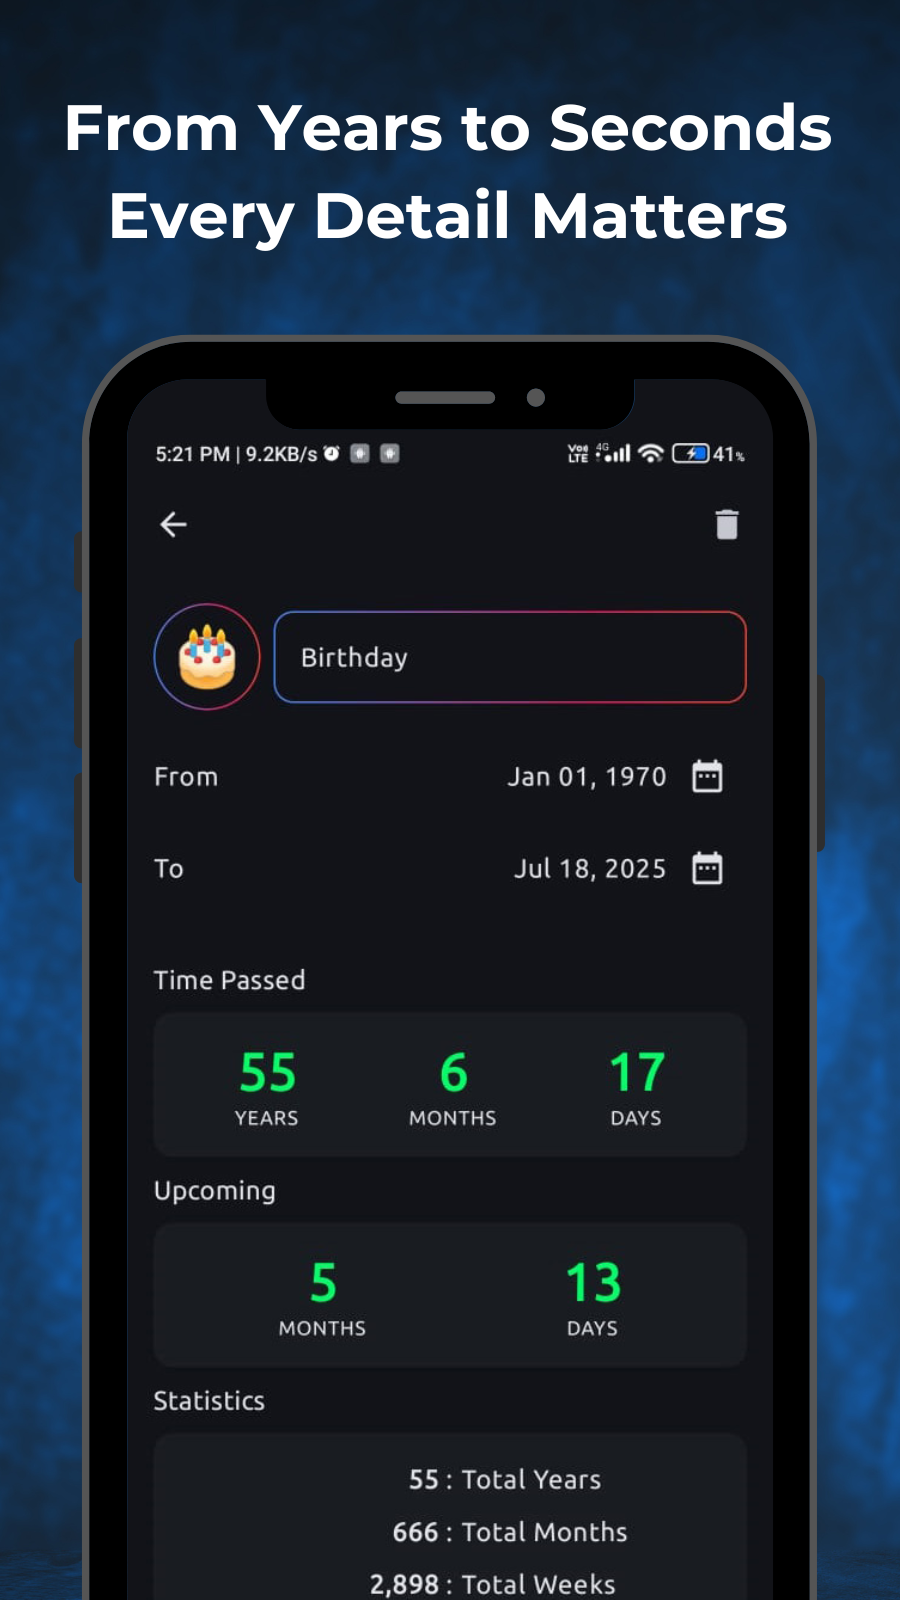 From Years to Seconds
Every Detail Matters
5:21 PM | 9.2KB/s Vo LTE 4G 41%
Birthday
From Jan 01, 1970
To Jul 18, 2025
Time Passed
55 6 17
YEARS MONTHS DAYS
Upcoming
5 13
MONTHS DAYS
Statistics
55 : Total Years
666 : Total Months
2,898 : Total Weeks